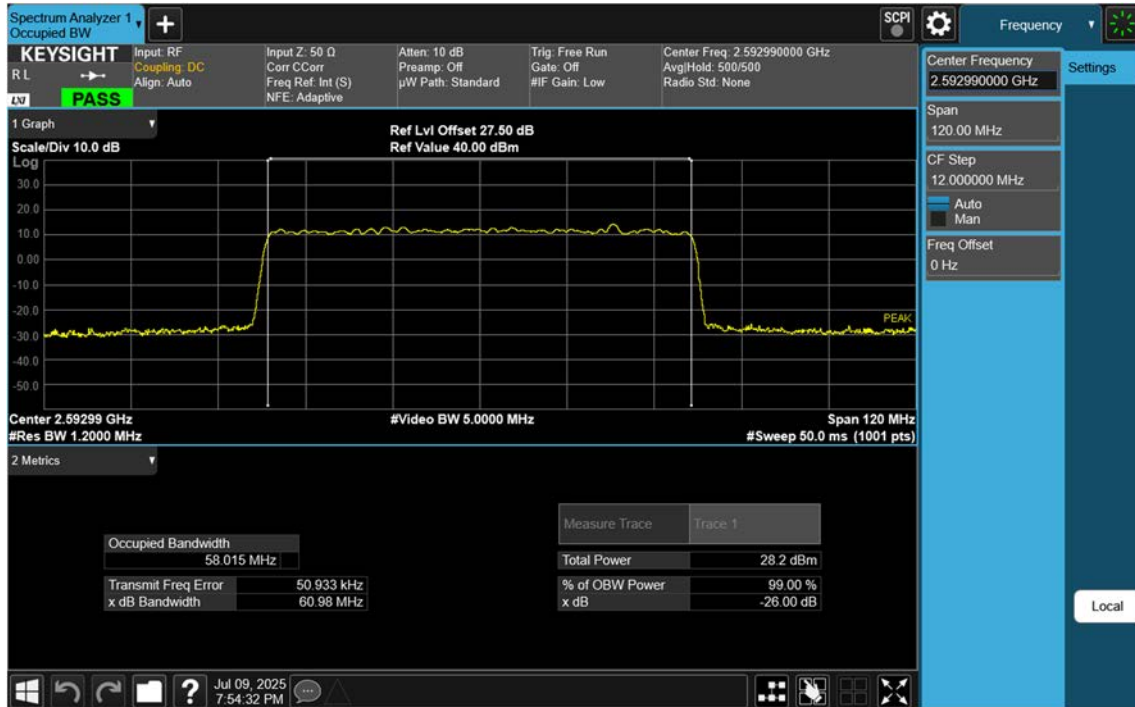 Spectrum Analyzer 1
Occupied BW
SCPI
Frequency
KEYSIGHT
R L
LXI
PASS
Input: RF
Coupling: DC
Align: Auto
Input Z: 50 Ω
Corr CCorr
Freq Ref: Int (S)
NFE: Adaptive
Atten: 10 dB
Preamp: Off
µW Path: Standard
Trig: Free Run
Gate: Off
#IF Gain: Low
Center Freq: 2.592990000 GHz
Avg|Hold: 500/500
Radio Std: None
Center Frequency
2.592990000 GHz
Settings
Span
120.00 MHz
CF Step
12.000000 MHz
Auto
Man
Freq Offset
0 Hz
Local
1 Graph
Scale/Div 10.0 dB
Ref Lvl Offset 27.50 dB
Ref Value 40.00 dBm
Log
30.0
20.0
10.0
0.00
-10.0
-20.0
-30.0
-40.0
-50.0
PEAK
Center 2.59299 GHz
#Video BW 5.0000 MHz
Span 120 MHz
#Res BW 1.2000 MHz
#Sweep 50.0 ms (1001 pts)
2 Metrics
Measure Trace Trace 1
Occupied Bandwidth
58.015 MHz
Total Power 28.2 dBm
Transmit Freq Error 50.933 kHz
% of OBW Power 99.00 %
x dB Bandwidth 60.98 MHz
x dB -26.00 dB
?
Jul 09, 2025
7:54:32 PM